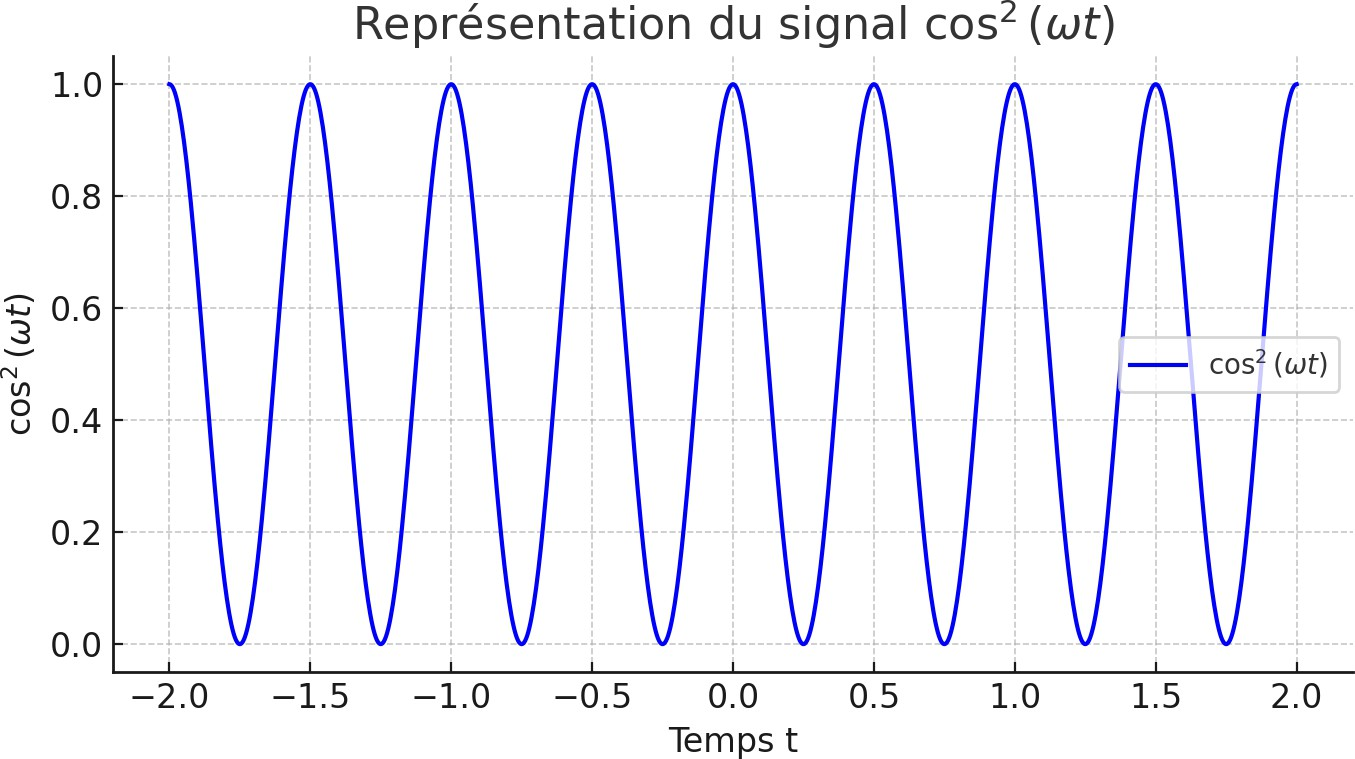 Représentation du signal cos² (ωt)
cos² (ωt)
1.0
0.8
0.6
0.4
0.2
0.0
cos² (ωt)
−2.0 −1.5 −1.0 −0.5 0.0 0.5 1.0 1.5 2.0
Temps t